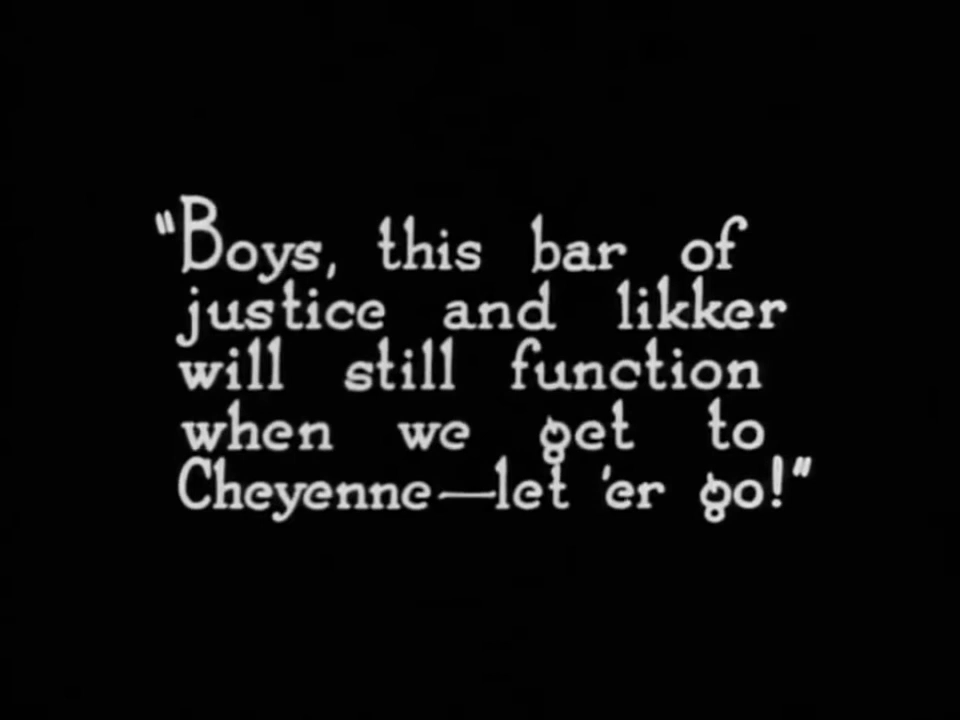 "Boys, this bar of
justice and likker
will still function
when we get to
Cheyenne—let 'er go!"